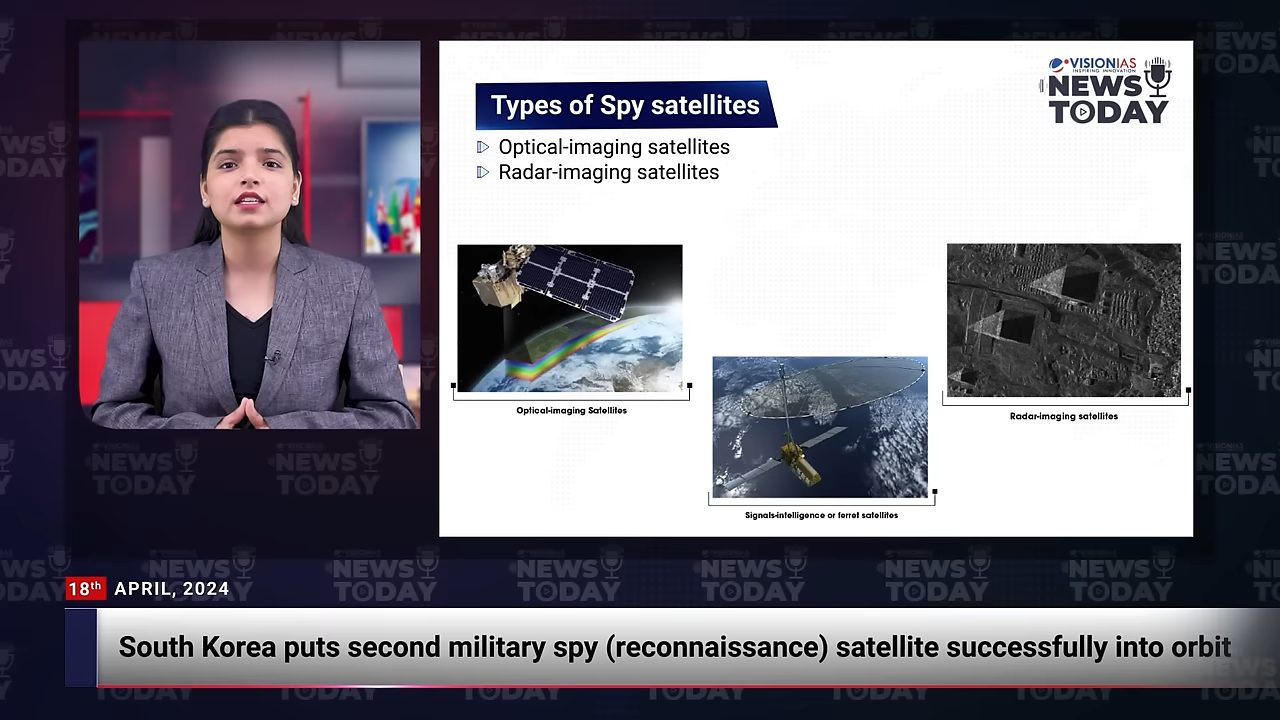 VISIONIAS
INSPIRING INNOVATION
NEWS
TODAY
Types of Spy satellites
Optical-imaging satellites
Radar-imaging satellites
Optical-imaging Satellites
Radar-imaging satellites
Signals-intelligence or ferret satellites
18th APRIL, 2024
South Korea puts second military spy (reconnaissance) satellite successfully into orbit